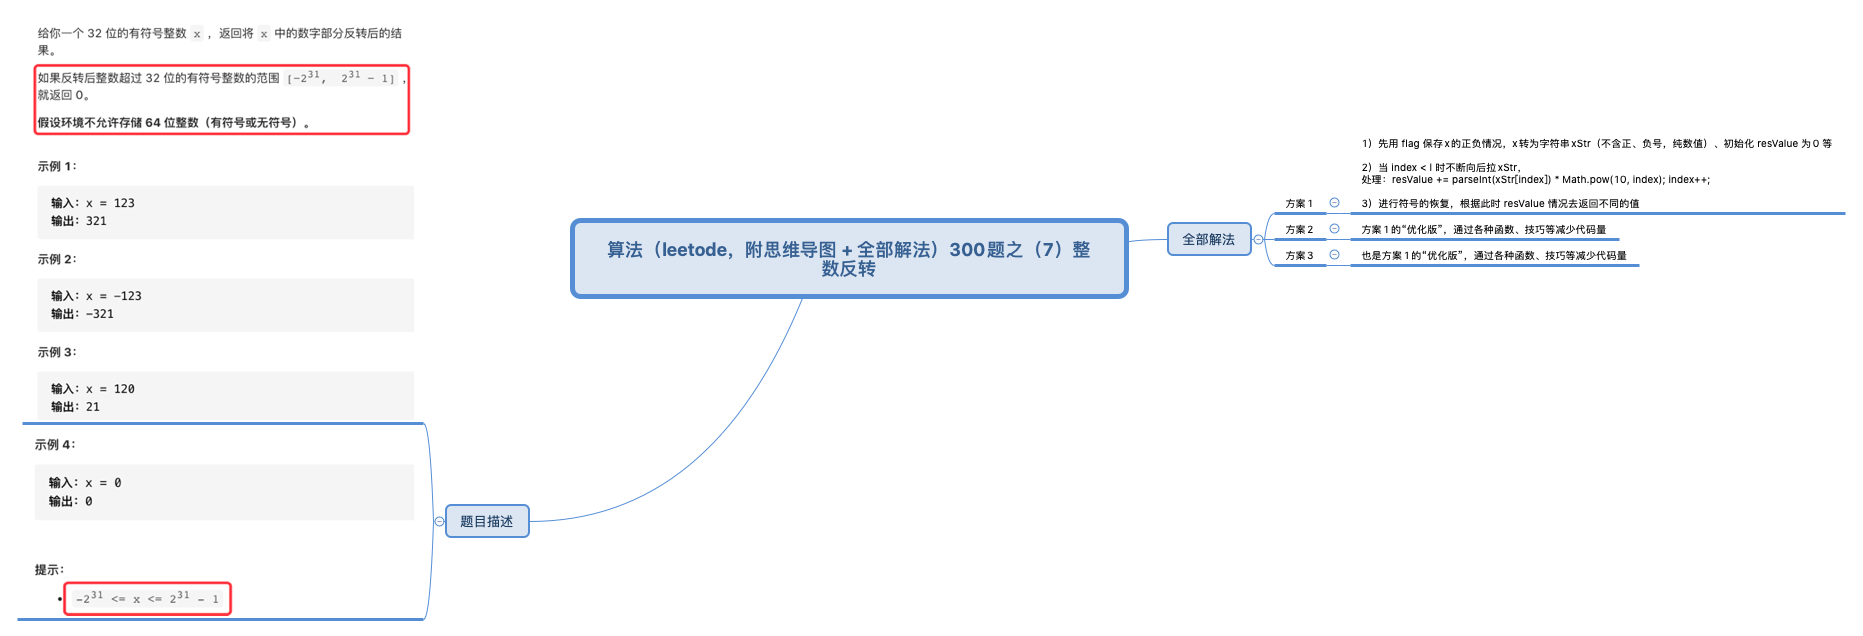 给你一个 32 位的有符号整数 x ，返回将 x 中的数字部分反转后的结
果。
如果反转后整数超过 32 位的有符号整数的范围 [−2³¹, 2³¹ − 1] ，
就返回 0。
假设环境不允许存储 64 位整数（有符号或无符号）。
示例 1：
输入：x = 123
输出：321
示例 2：
输入：x = -123
输出：-321
示例 3：
输入：x = 120
输出：21
示例 4：
输入：x = 0
输出：0
提示：
• -2³¹ <= x <= 2³¹ - 1
题目描述
算法（leetode，附思维导图 + 全部解法）300题之（7）整
数反转
全部解法
方案 1
1）先用 flag 保存x的正负情况，x转为字符串xStr（不含正、负号，纯数值）、初始化 resValue 为0 等
2）当 index < l 时不断向后拉xStr，
处理：resValue += parseInt(xStr[index]) * Math.pow(10, index); index++;
3）进行符号的恢复，根据此时 resValue 情况去返回不同的值
方案 2
方案 1 的“优化版”，通过各种函数、技巧等减少代码量
方案 3
也是方案 1 的“优化版”，通过各种函数、技巧等减少代码量